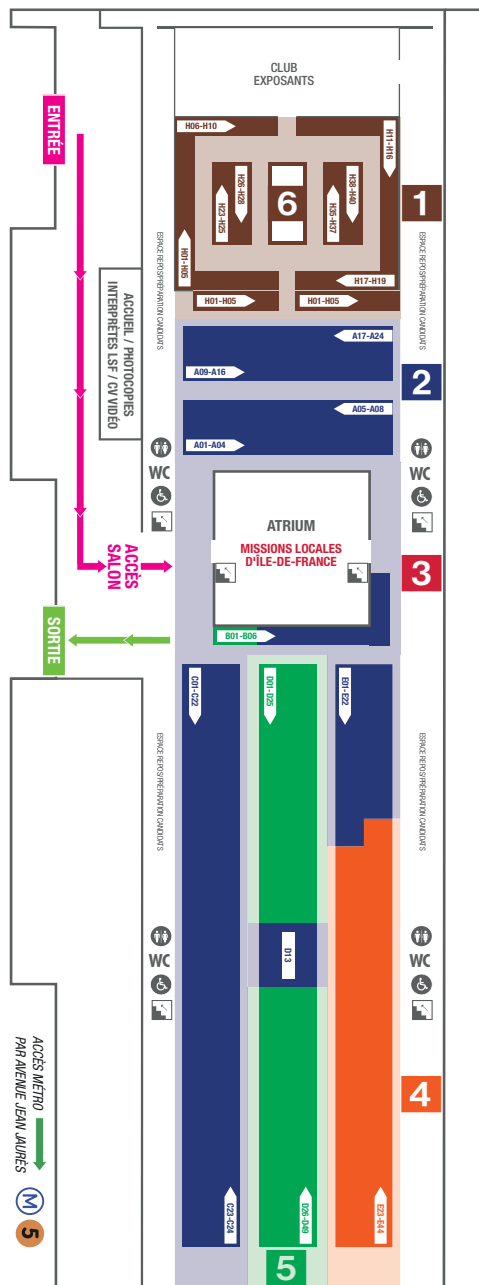 CLUB
EXPOSANTS
ENTRÉE
H06-H10
H11-H16
H26-H28
H23-H25
6
H38-H40
H35-H37
1
H01-H05
H17-H19
H01-H05
H01-H05
ESPACE REPOS/PRÉPARATION CANDIDATS
ESPACE REPOS/PRÉPARATION CANDIDATS
ACCUEIL / PHOTOCOPIES
INTERPRÈTES LSF / CV VIDÉO
A17-A24
A09-A16
2
A05-A08
A01-A04
WC
WC
ATRIUM
MISSIONS LOCALES
D'ÎLE-DE-FRANCE
3
ACCÈS
SALON
SORTIE
B01-B06
C01-C22
D01-D25
E01-E22
ESPACE REPOS/PRÉPARATION CANDIDATS
ESPACE REPOS/PRÉPARATION CANDIDATS
D13
WC
WC
4
ACCÈS MÉTRO
PAR AVENUE JEAN JAURÈS
M
5
C23-C24
D26-D49
E23-E44
5